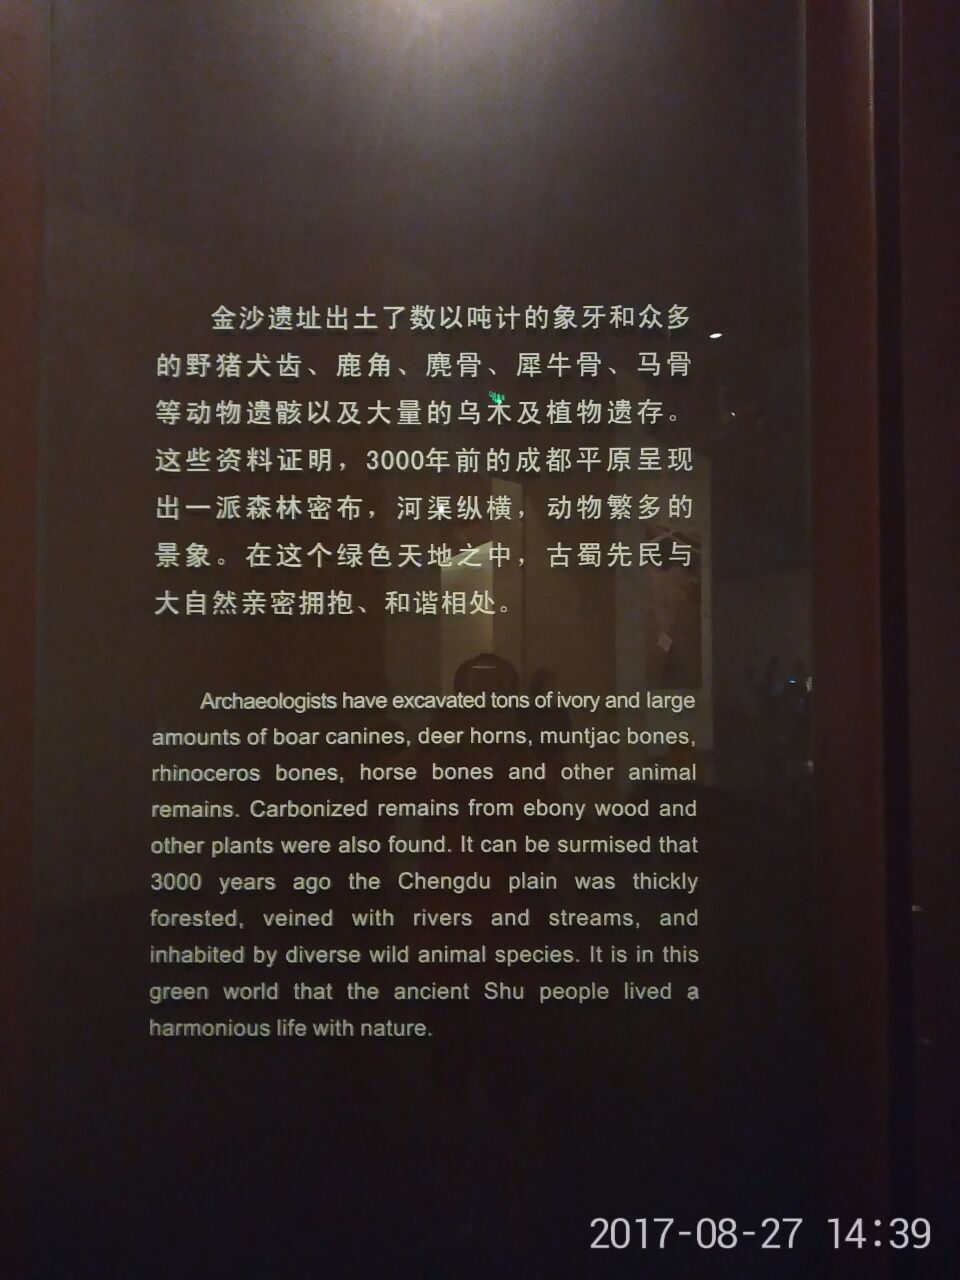 金沙遗址出土了数以吨计的象牙和众多
的野猪犬齿、鹿角、麂骨、犀牛骨、马骨
等动物遗骸以及大量的乌木及植物遗存。
这些资料证明，3000年前的成都平原呈现
出一派森林密布，河渠纵横，动物繁多的
景象。在这个绿色天地之中，古蜀先民与
大自然亲密拥抱、和谐相处。
Archaeologists have excavated tons of ivory and large
amounts of boar canines, deer horns, muntjac bones,
rhinoceros bones, horse bones and other animal
remains. Carbonized remains from ebony wood and
other plants were also found. It can be surmised that
3000 years ago the Chengdu plain was thickly
forested, veined with rivers and streams, and
inhabited by diverse wild animal species. It is in this
green world that the ancient Shu people lived a
harmonious life with nature.
2017-08-27 14:39